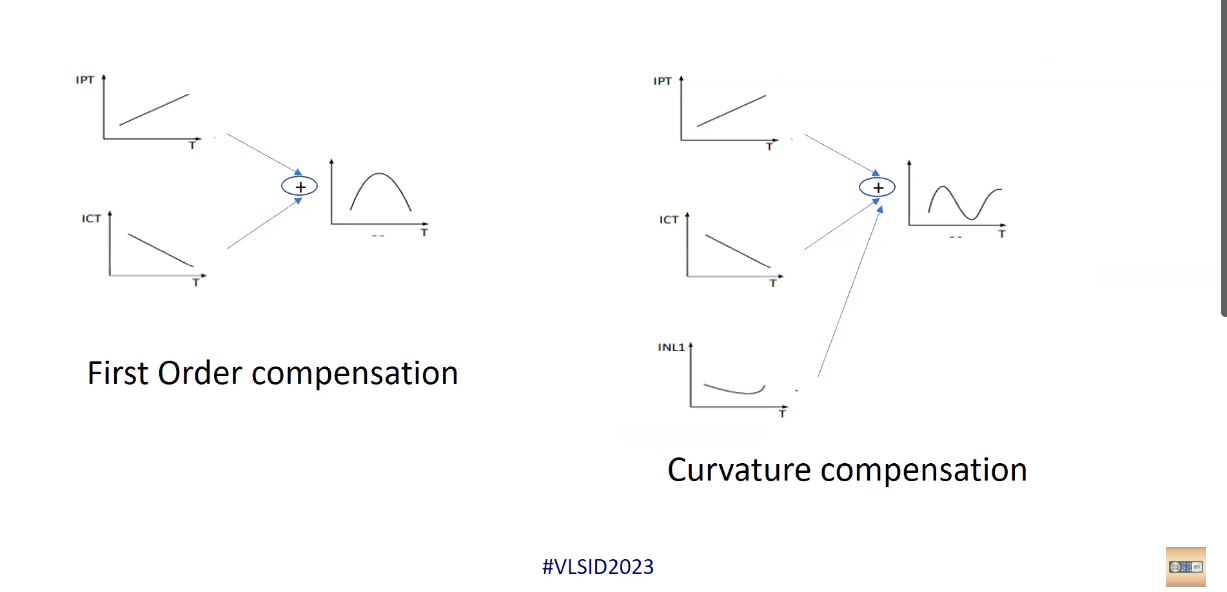 IPT
T
+
T
ICT
T
First Order compensation
IPT
T
+
T
ICT
T
INL1
T
Curvature compensation
#VLSID2023